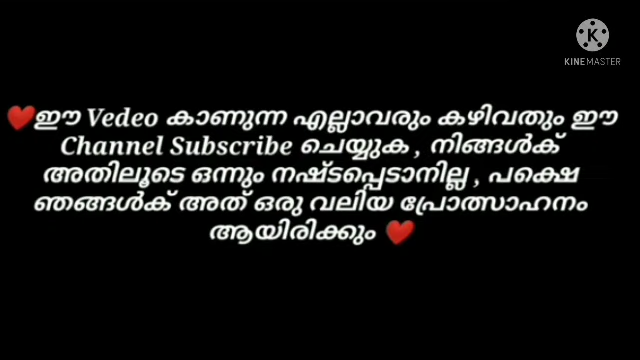 K
KINEMASTER
❤️ഈ Vedeo കാണുന്ന എല്ലാവരും കഴിവതും ഈ
Channel Subscribe ചെയ്യുക , നിങ്ങൾക്
അതിലൂടെ ഒന്നും നഷ്ടപ്പെടാനില്ല , പക്ഷെ
ഞങ്ങൾക് അത് ഒരു വലിയ പ്രോത്സാഹനം
ആയിരിക്കും ❤️